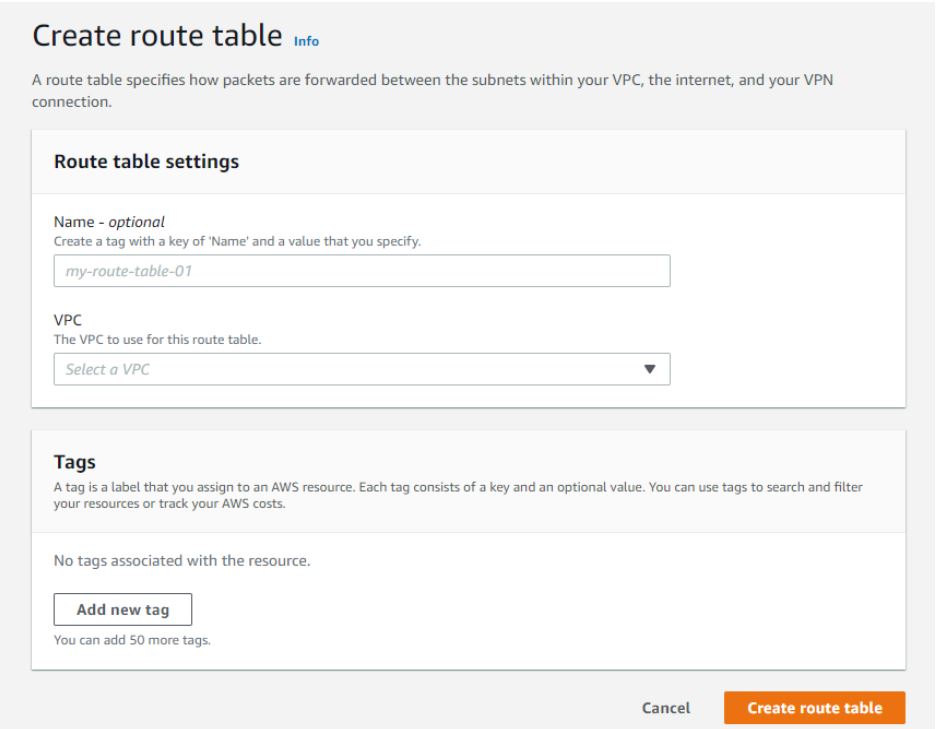 Create route table Info
A route table specifies how packets are forwarded between the subnets within your VPC, the internet, and your VPN
connection.
Route table settings
Name - optional
Create a tag with a key of 'Name' and a value that you specify.
my-route-table-01
VPC
The VPC to use for this route table.
Select a VPC
Tags
A tag is a label that you assign to an AWS resource. Each tag consists of a key and an optional value. You can use tags to search and filter
your resources or track your AWS costs.
No tags associated with the resource.
Add new tag
You can add 50 more tags.
Cancel Create route table